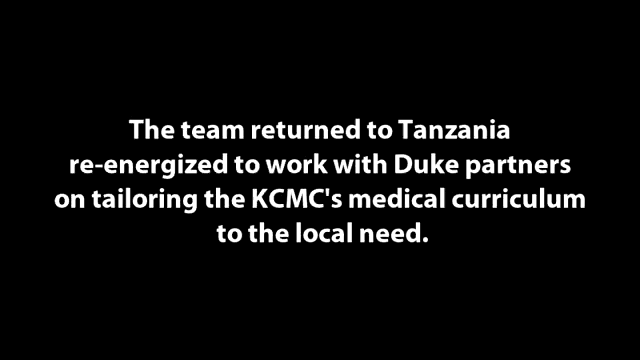 The team returned to Tanzania
re-energized to work with Duke partners
on tailoring the KCMC's medical curriculum
to the local need.